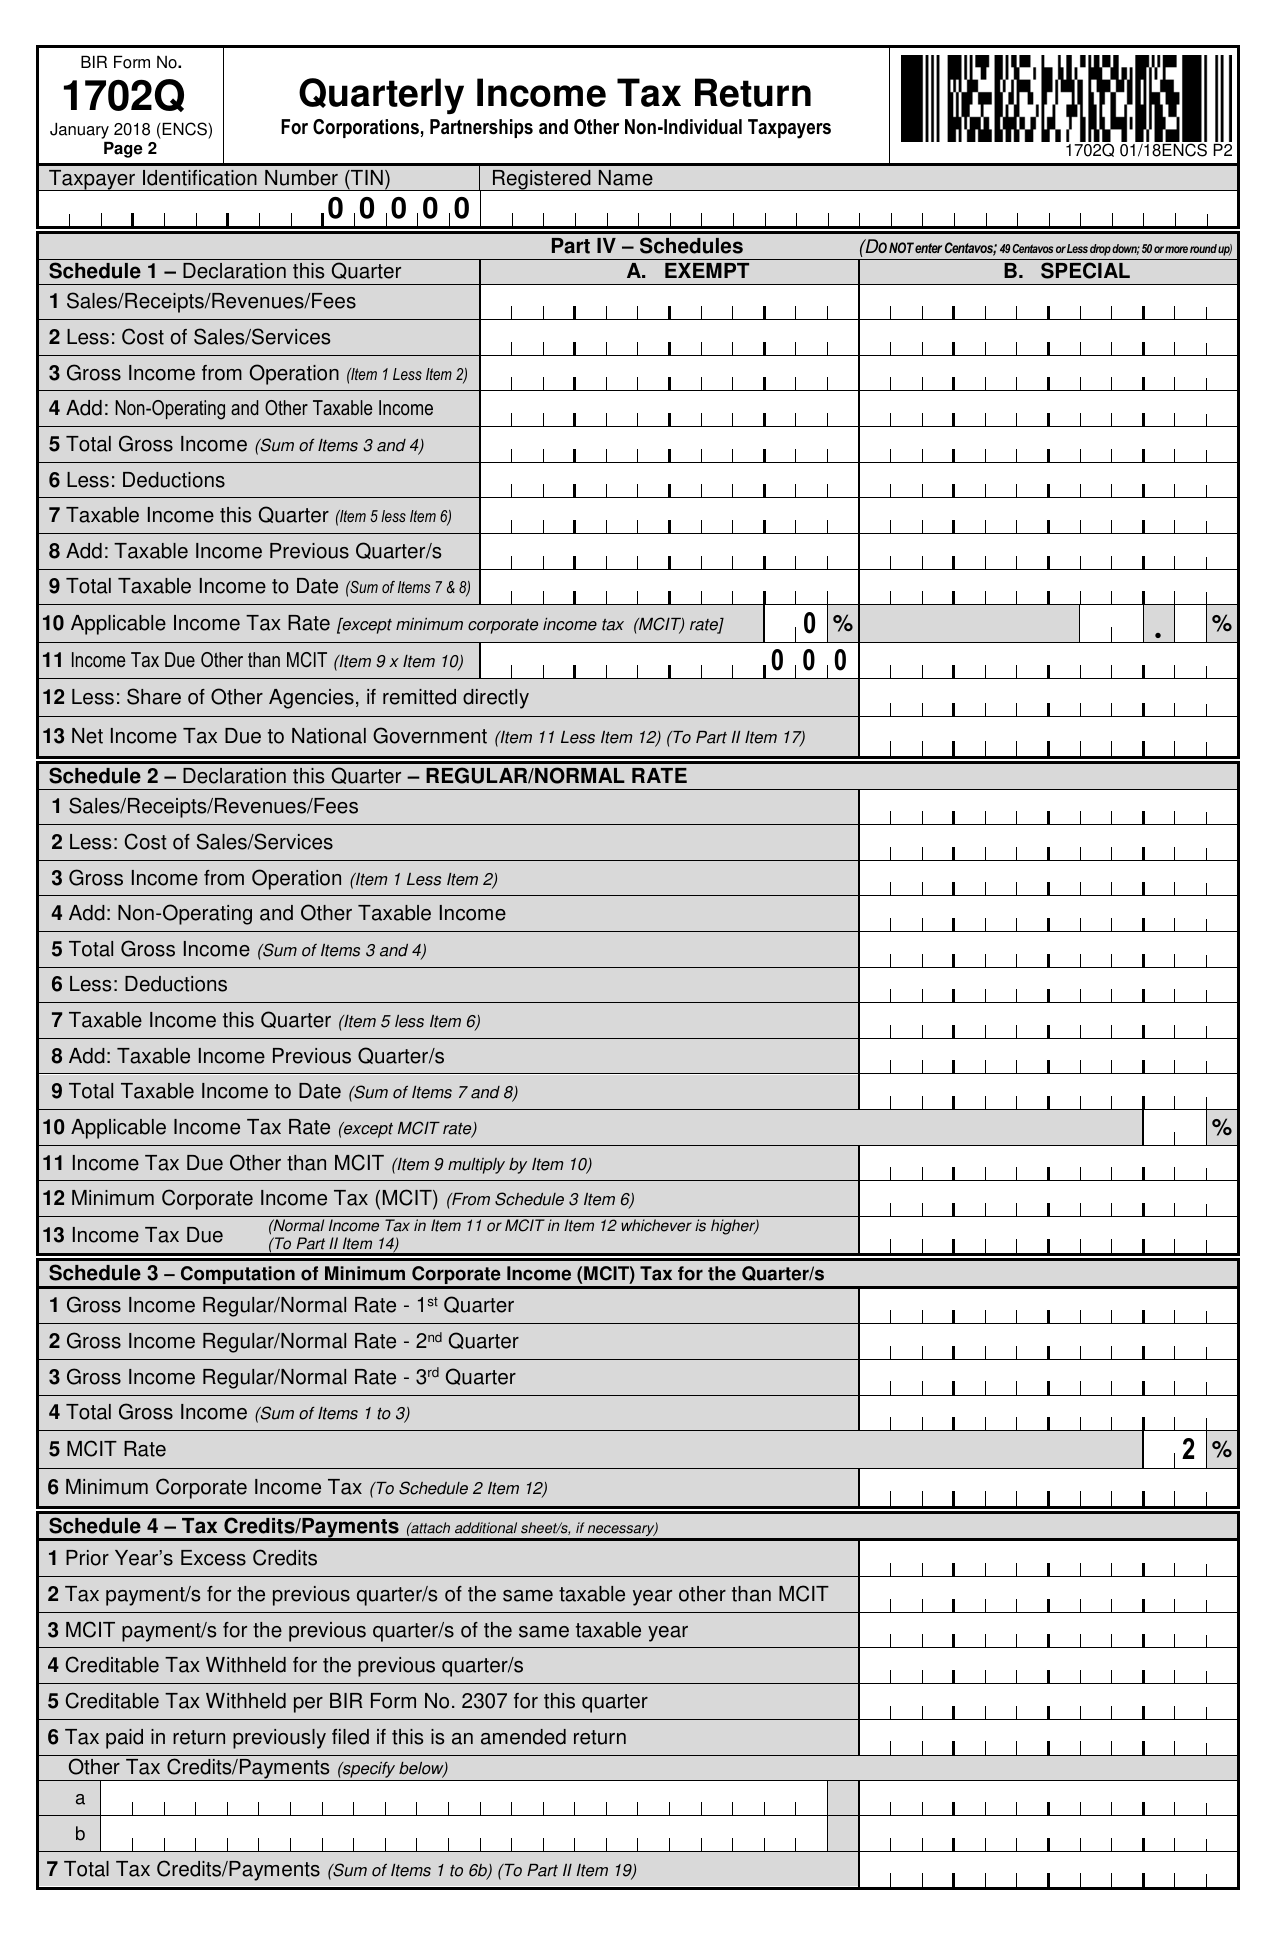 BIR Form No.
1702Q
January 2018 (ENCS)
Page 2
Quarterly Income Tax Return
For Corporations, Partnerships and Other Non-Individual Taxpayers
1702Q 01/18ENCS P2
Taxpayer Identification Number (TIN) Registered Name
0 0 0 0 0
Part IV – Schedules (DO NOT enter Centavos; 49 Centavos or Less drop down; 50 or more round up)
Schedule 1 – Declaration this Quarter A. EXEMPT B. SPECIAL
1 Sales/Receipts/Revenues/Fees
2 Less: Cost of Sales/Services
3 Gross Income from Operation (Item 1 Less Item 2)
4 Add: Non-Operating and Other Taxable Income
5 Total Gross Income (Sum of Items 3 and 4)
6 Less: Deductions
7 Taxable Income this Quarter (Item 5 less Item 6)
8 Add: Taxable Income Previous Quarter/s
9 Total Taxable Income to Date (Sum of Items 7 & 8)
10 Applicable Income Tax Rate [except minimum corporate income tax (MCIT) rate] 0 % . %
11 Income Tax Due Other than MCIT (Item 9 x Item 10) 0 0 0
12 Less: Share of Other Agencies, if remitted directly
13 Net Income Tax Due to National Government (Item 11 Less Item 12) (To Part II Item 17)
Schedule 2 – Declaration this Quarter – REGULAR/NORMAL RATE
1 Sales/Receipts/Revenues/Fees
2 Less: Cost of Sales/Services
3 Gross Income from Operation (Item 1 Less Item 2)
4 Add: Non-Operating and Other Taxable Income
5 Total Gross Income (Sum of Items 3 and 4)
6 Less: Deductions
7 Taxable Income this Quarter (Item 5 less Item 6)
8 Add: Taxable Income Previous Quarter/s
9 Total Taxable Income to Date (Sum of Items 7 and 8)
10 Applicable Income Tax Rate (except MCIT rate) %
11 Income Tax Due Other than MCIT (Item 9 multiply by Item 10)
12 Minimum Corporate Income Tax (MCIT) (From Schedule 3 Item 6)
13 Income Tax Due (Normal Income Tax in Item 11 or MCIT in Item 12 whichever is higher)
(To Part II Item 14)
Schedule 3 – Computation of Minimum Corporate Income (MCIT) Tax for the Quarter/s
1 Gross Income Regular/Normal Rate - 1st Quarter
2 Gross Income Regular/Normal Rate - 2nd Quarter
3 Gross Income Regular/Normal Rate - 3rd Quarter
4 Total Gross Income (Sum of Items 1 to 3)
5 MCIT Rate 2 %
6 Minimum Corporate Income Tax (To Schedule 2 Item 12)
Schedule 4 – Tax Credits/Payments (attach additional sheet/s, if necessary)
1 Prior Year’s Excess Credits
2 Tax payment/s for the previous quarter/s of the same taxable year other than MCIT
3 MCIT payment/s for the previous quarter/s of the same taxable year
4 Creditable Tax Withheld for the previous quarter/s
5 Creditable Tax Withheld per BIR Form No. 2307 for this quarter
6 Tax paid in return previously filed if this is an amended return
Other Tax Credits/Payments (specify below)
a
b
7 Total Tax Credits/Payments (Sum of Items 1 to 6b) (To Part II Item 19)